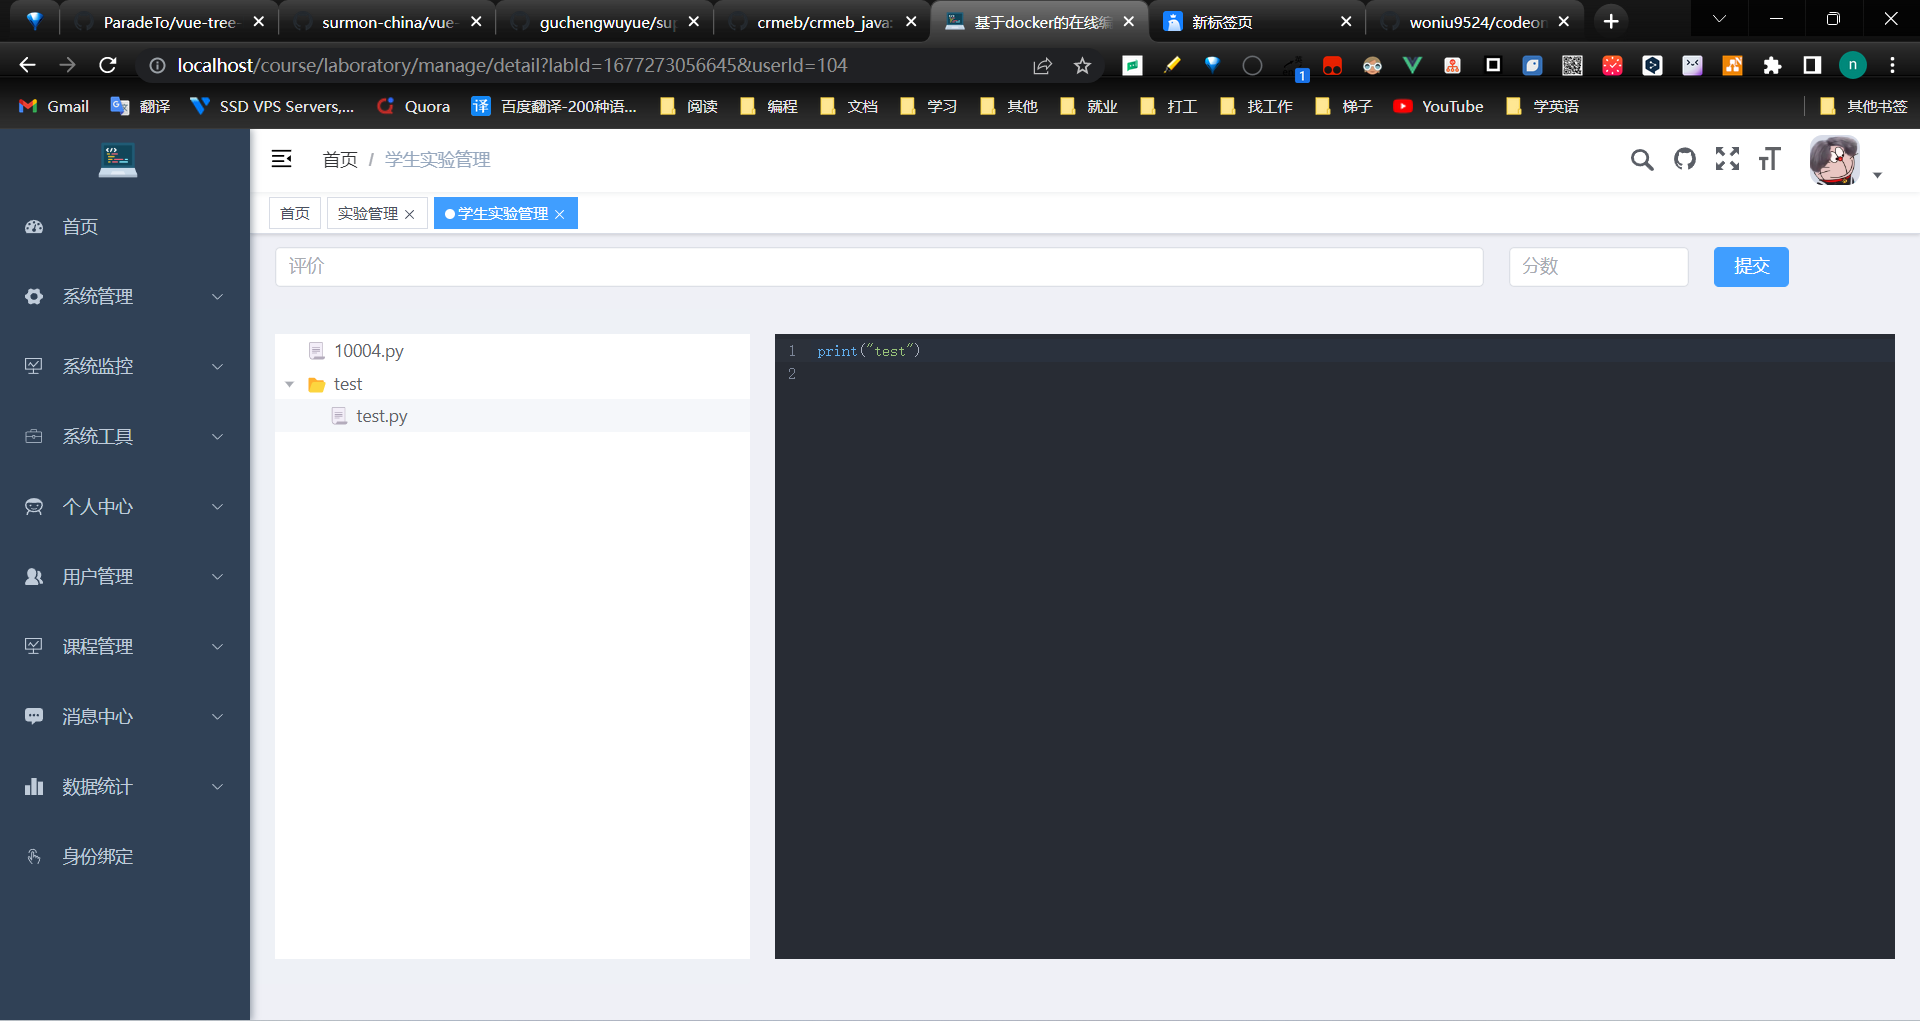 ParadeTo/vue-tree-
surmon-china/vue-
guchengwuyue/sup
crmeb/crmeb_java:
基于docker的在线编
新标签页
woniu9524/codeon
localhost/course/laboratory/manage/detail?labId=1677273056645&userId=104
1
n
Gmail
翻译
SSD VPS Servers,...
Quora
译 百度翻译-200种语...
阅读
编程
文档
学习
其他
就业
打工
找工作
梯子
YouTube
学英语
其他书签
首页 / 学生实验管理
首页
实验管理
学生实验管理
首页
系统管理
系统监控
系统工具
个人中心
用户管理
课程管理
消息中心
数据统计
身份绑定
评价
分数
提交
10004.py
test
test.py
1 print("test")
2